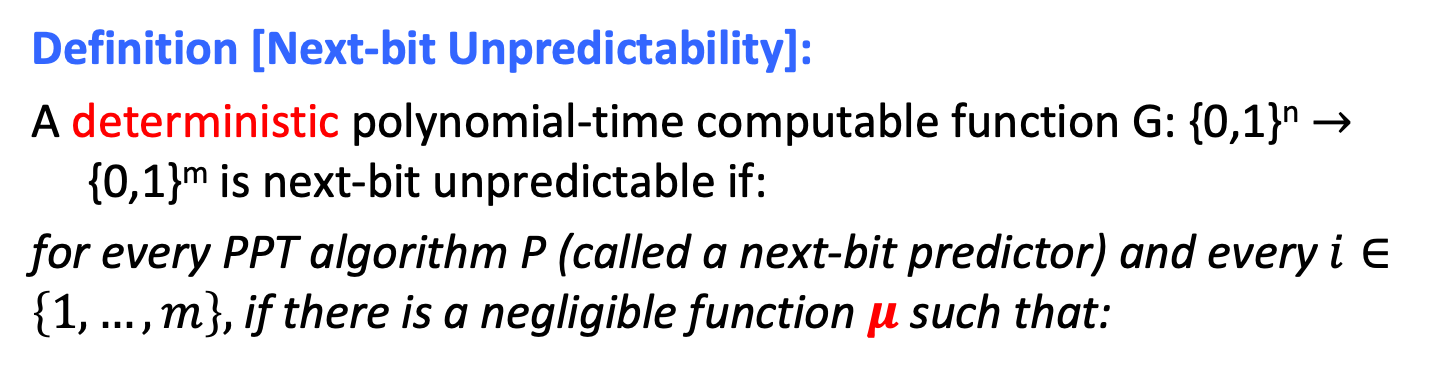 Definition [Next-bit Unpredictability]:
A deterministic polynomial-time computable function G: {0,1}ⁿ →
{0,1}ᵐ is next-bit unpredictable if:
for every PPT algorithm P (called a next-bit predictor) and every i ∈
{1, … , m}, if there is a negligible function μ such that: